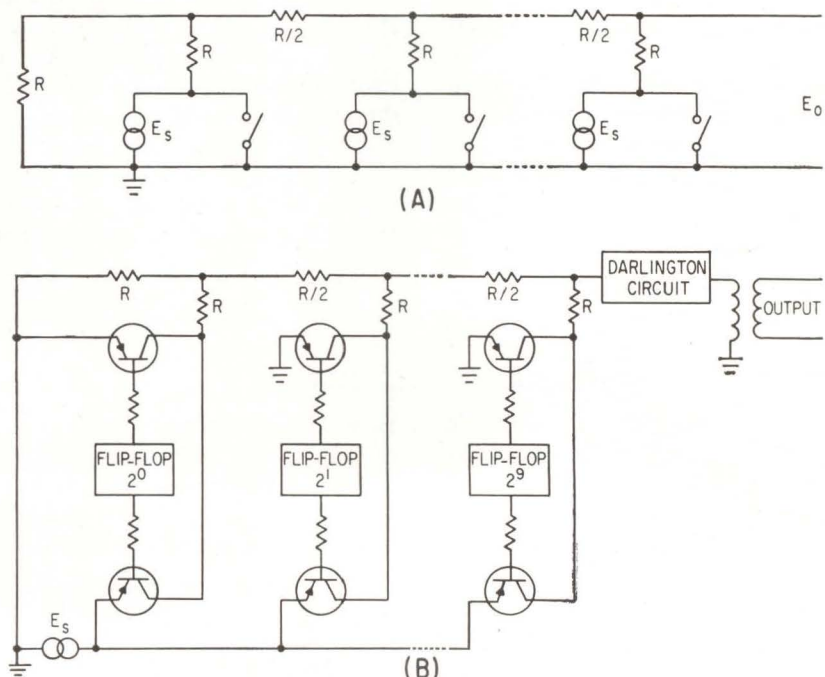 R/2
R/2
R
R
R
R
E_s
E_s
E_s
E_o
(A)
R
R/2
R/2
R
R
R
DARLINGTON
CIRCUIT
OUTPUT
FLIP-FLOP
2^0
FLIP-FLOP
2^1
FLIP-FLOP
2^9
E_s
(B)